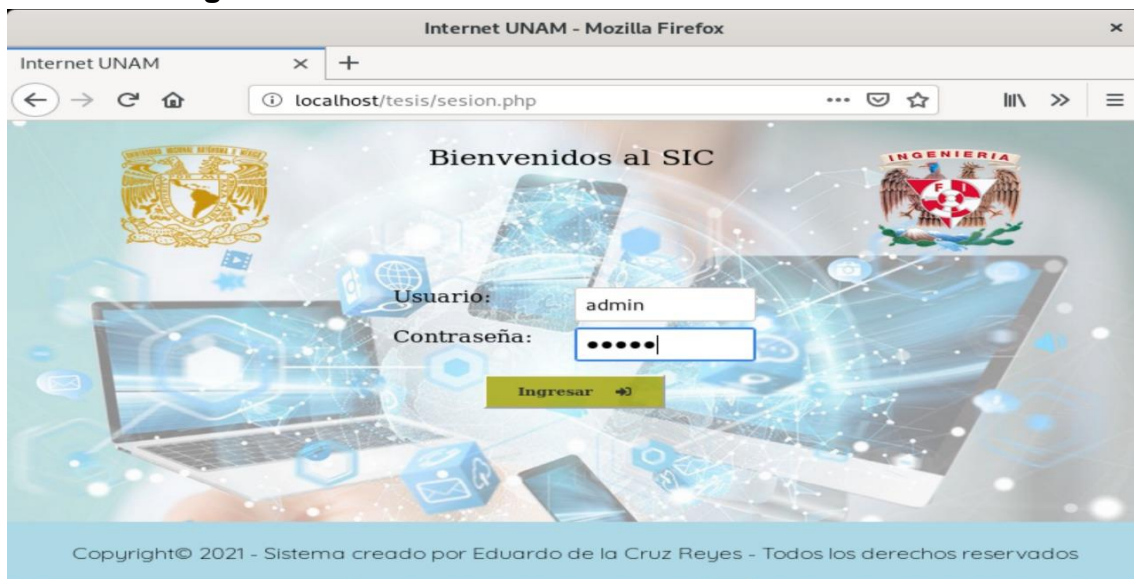 Internet UNAM - Mozilla Firefox
Internet UNAM
localhost/tesis/sesion.php
Bienvenidos al SIC
INGENIERIA
Usuario:
admin
Contraseña:
•••••
Ingresar
Copyright© 2021 - Sistema creado por Eduardo de la Cruz Reyes - Todos los derechos reservados